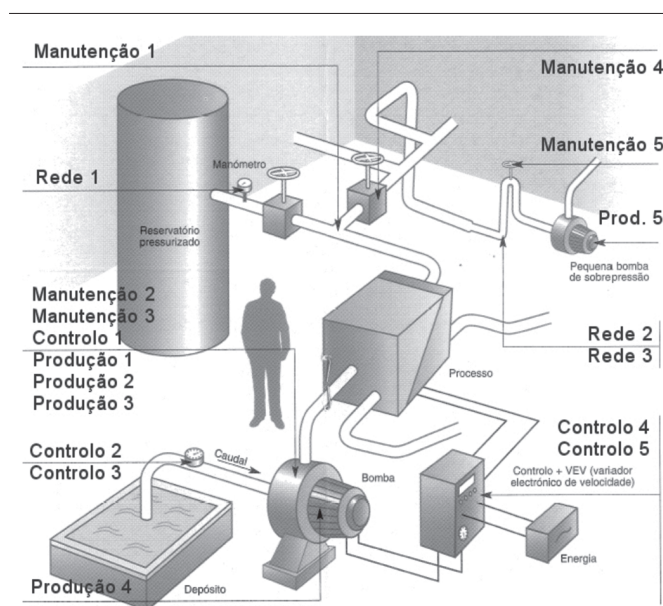 Manutenção 1
Manutenção 4
Manutenção 5
Manómetro
Rede 1
Prod. 5
Reservatório
pressurizado
Pequena bomba
de sobrepressão
Manutenção 2
Manutenção 3
Controlo 1
Produção 1
Produção 2
Produção 3
Rede 2
Rede 3
Processo
Controlo 2
Controlo 3
Caudal
Bomba
Controlo 4
Controlo 5
Controlo + VEV (variador
electrónico de velocidade)
Energia
Produção 4
Depósito